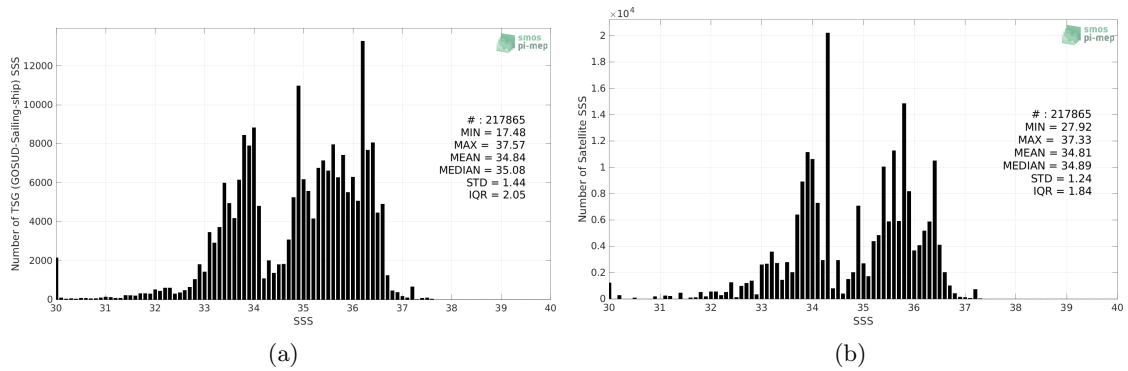 smos
pi-mep
Number of TSG (GOSUD-Sailing-ship) SSS
12000
10000
8000
6000
4000
2000
0
# : 217865
MIN = 17.48
MAX = 37.57
MEAN = 34.84
MEDIAN = 35.08
STD = 1.44
IQR = 2.05
30 31 32 33 34 35 36 37 38 39 40
SSS
(a)
×10⁴
smos
pi-mep
Number of Satellite SSS
2
1.8
1.6
1.4
1.2
1
0.8
0.6
0.4
0.2
0
# : 217865
MIN = 27.92
MAX = 37.33
MEAN = 34.81
MEDIAN = 34.89
STD = 1.24
IQR = 1.84
30 31 32 33 34 35 36 37 38 39 40
SSS
(b)